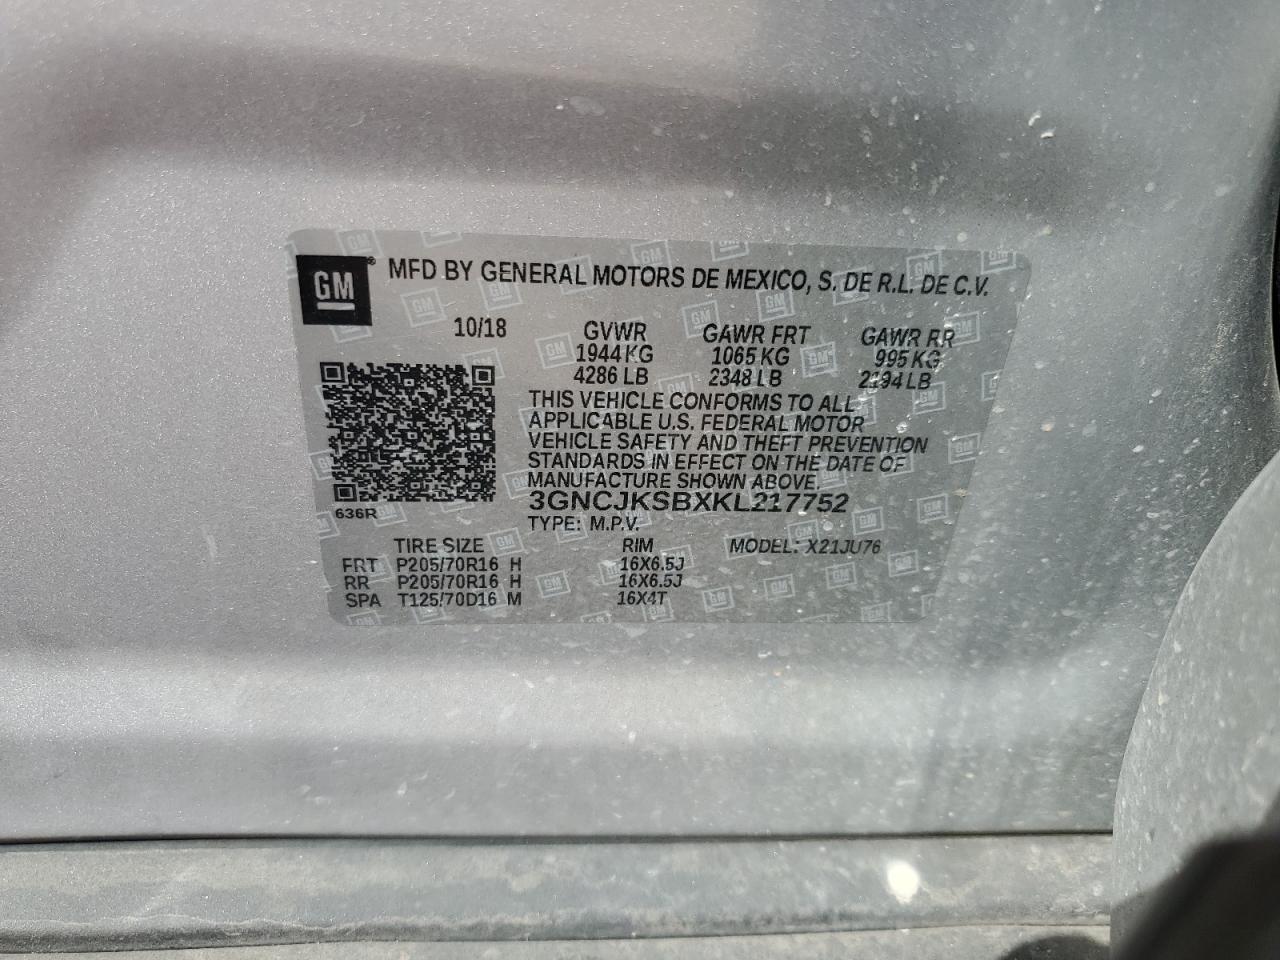 GM
MFD BY GENERAL MOTORS DE MEXICO, S. DE R.L. DE C.V.
10/18 GVWR GAWR FRT GAWR RR
1944 KG 1065 KG 995 KG
4286 LB 2348 LB 2194 LB
THIS VEHICLE CONFORMS TO ALL
APPLICABLE U.S. FEDERAL MOTOR
VEHICLE SAFETY AND THEFT PREVENTION
STANDARDS IN EFFECT ON THE DATE OF
MANUFACTURE SHOWN ABOVE.
3GNCJKSBXKL217752
636R
TYPE: M.P.V.
TIRE SIZE RIM MODEL: X21JU76
FRT P205/70R16 H 16X6.5J
RR P205/70R16 H 16X6.5J
SPA T125/70D16 M 16X4T